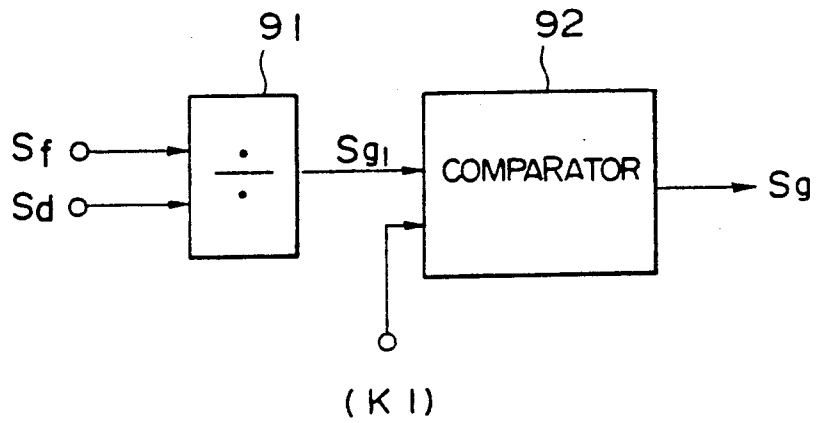 91
92
Sf
Sd
÷
Sg1
COMPARATOR
Sg
(K1)